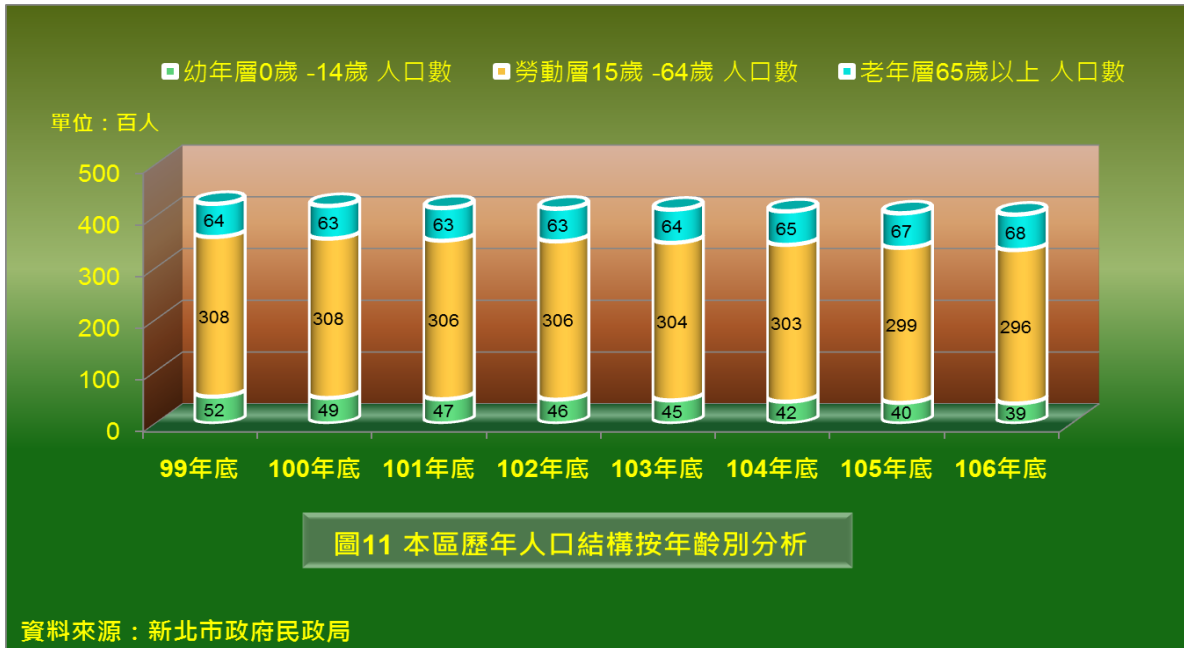 幼年層0歲 -14歲 人口數 勞動層15歲 -64歲 人口數 老年層65歲以上 人口數
單位：百人
500
400
300
200
100
0
64 63 63 63 64 65 67 68
308 308 306 306 304 303 299 296
52 49 47 46 45 42 40 39
99年底 100年底 101年底 102年底 103年底 104年底 105年底 106年底
圖11 本區歷年人口結構按年齡別分析
資料來源：新北市政府民政局